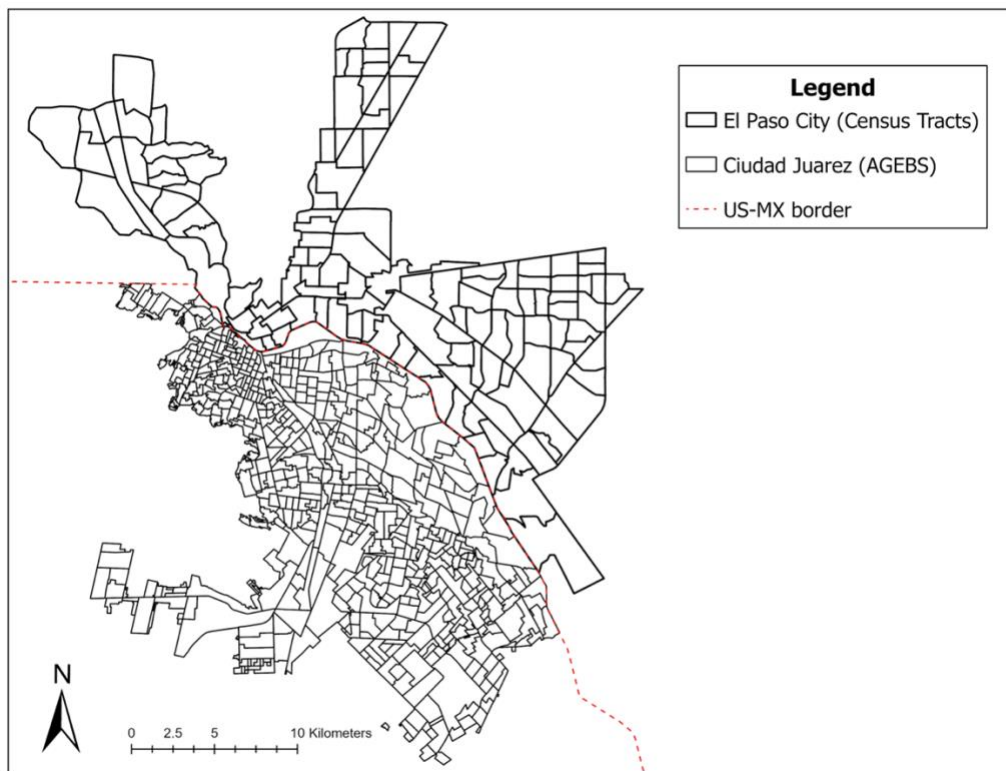 Legend
El Paso City (Census Tracts)
Ciudad Juarez (AGEBS)
US-MX border
N
0 2.5 5 10 Kilometers